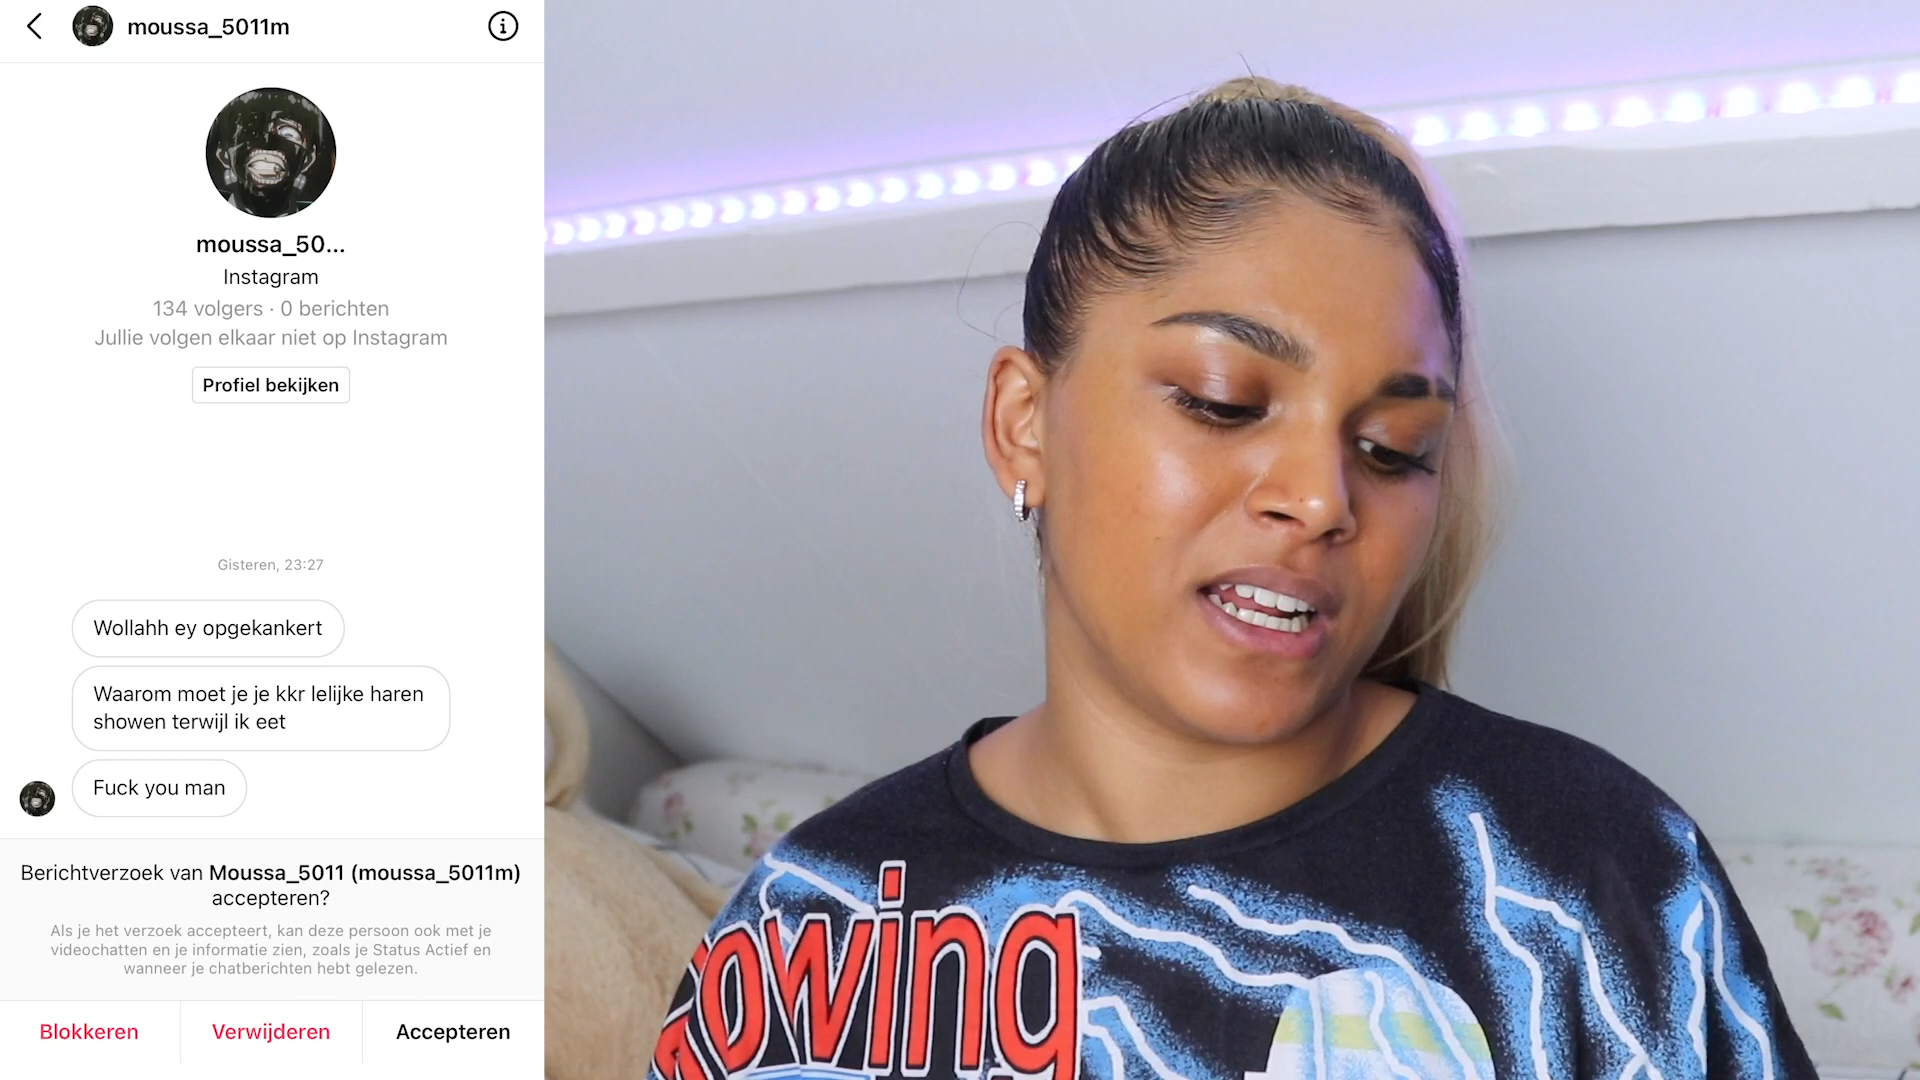 moussa_5011m
moussa_50...
Instagram
134 volgers · 0 berichten
Jullie volgen elkaar niet op Instagram
Profiel bekijken
Gisteren, 23:27
Wollahh ey opgekankert
Waarom moet je je kkr lelijke haren
showen terwijl ik eet
Fuck you man
Berichtverzoek van Moussa_5011 (moussa_5011m)
accepteren?
Als je het verzoek accepteert, kan deze persoon ook met je
videochatten en je informatie zien, zoals je Status Actief en
wanneer je chatberichten hebt gelezen.
Blokkeren
Verwijderen
Accepteren